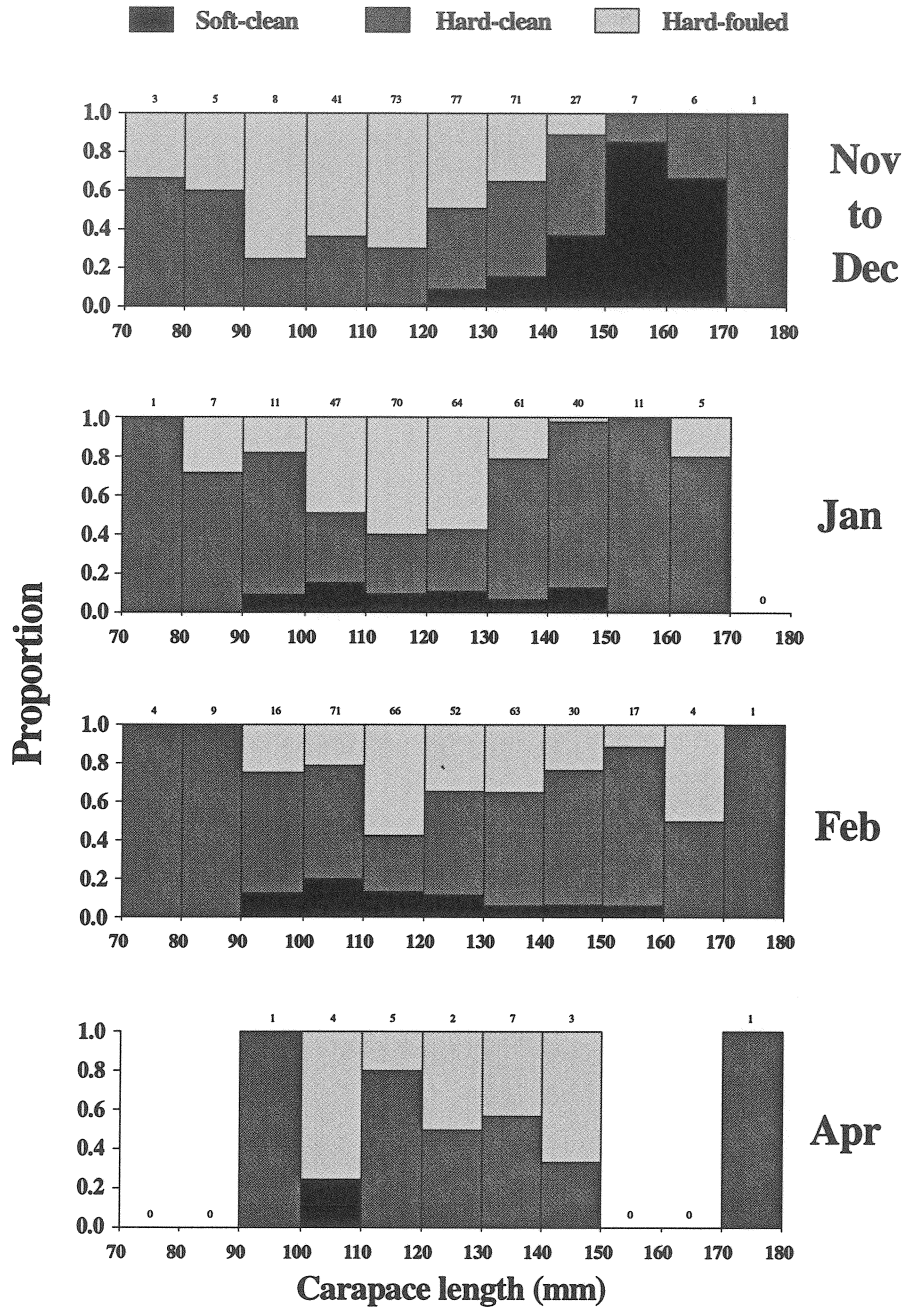 Soft-clean Hard-clean Hard-fouled
3 5 8 41 73 77 71 27 7 6 1
1.0
0.8
0.6
0.4
0.2
0.0
70 80 90 100 110 120 130 140 150 160 170 180
Nov
to
Dec
1 7 11 47 70 64 61 40 11 5
1.0
0.8
0.6
0.4
0.2
0.0
0
70 80 90 100 110 120 130 140 150 160 170 180
Jan
Proportion
4 9 16 71 66 52 63 30 17 4 1
1.0
0.8
0.6
0.4
0.2
0.0
70 80 90 100 110 120 130 140 150 160 170 180
Feb
1 4 5 2 7 3 1
1.0
0.8
0.6
0.4
0.2
0.0
0 0 0 0
70 80 90 100 110 120 130 140 150 160 170 180
Apr
Carapace length (mm)